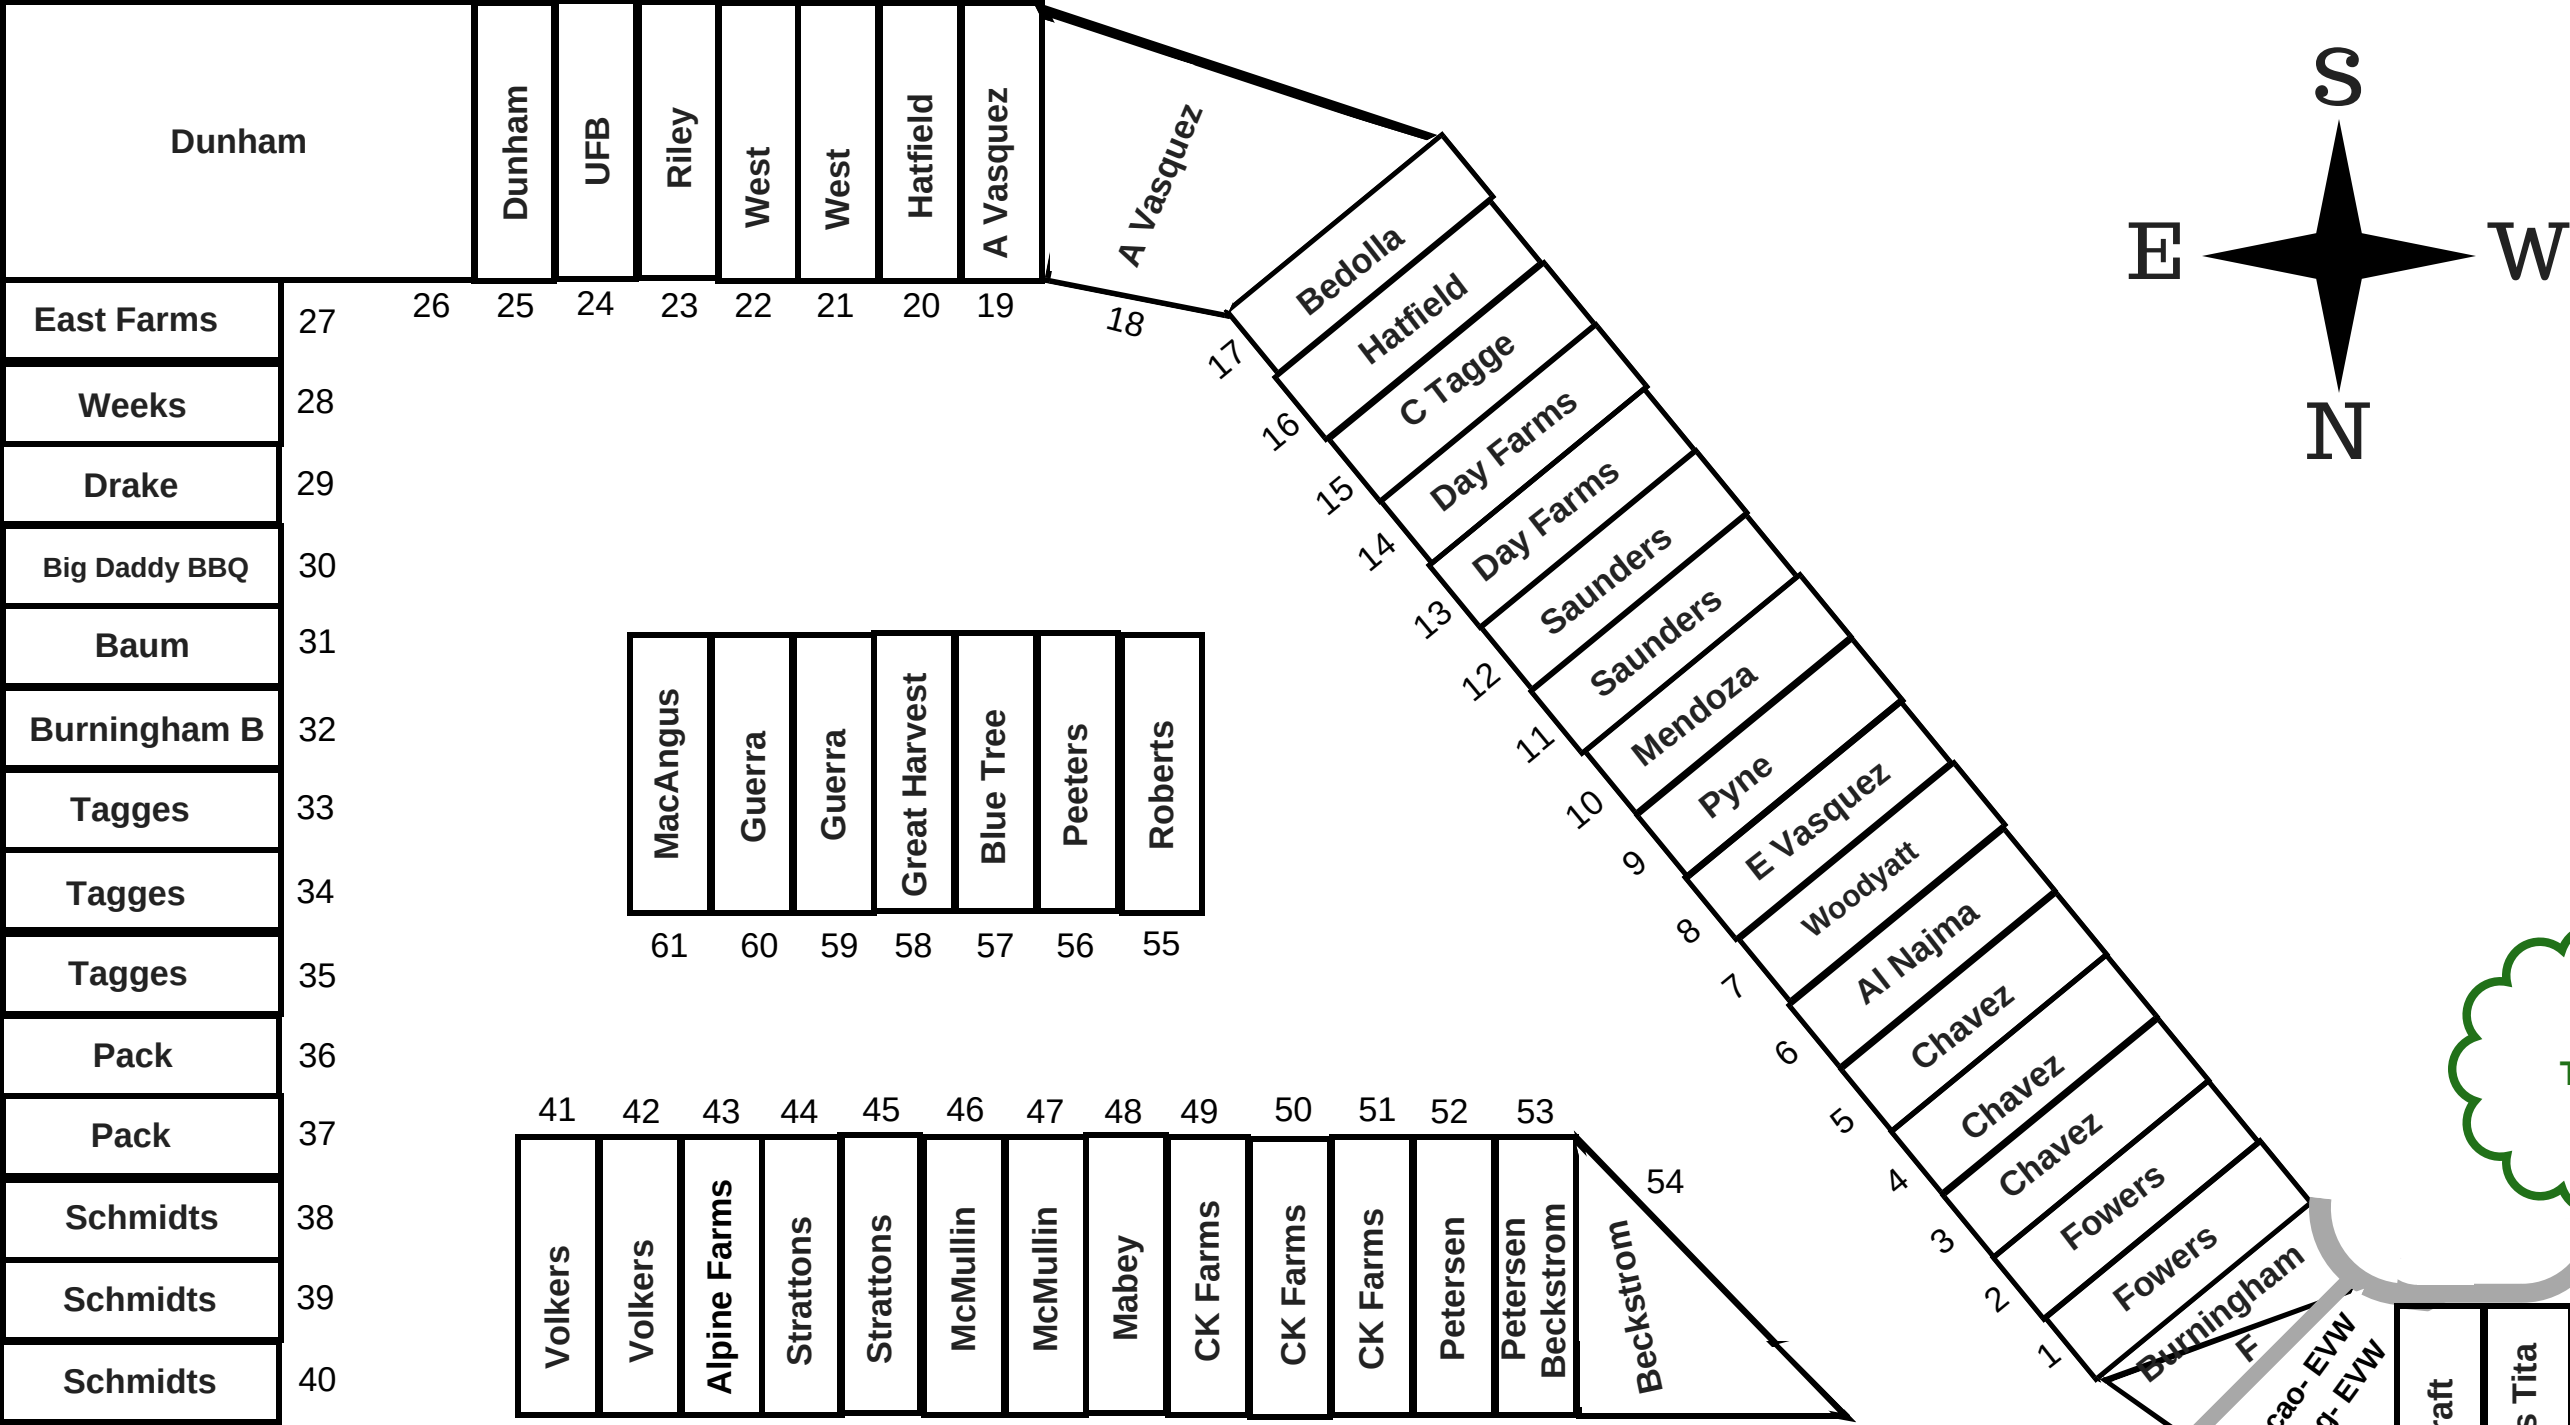 Dunham
Dunham
UFB
Riley
West
West
Hatfield
A Vasquez
A Vasquez
26
25
24
23
22
21
20
19
18
S
E
W
N
East Farms
27
Weeks
28
Drake
29
Big Daddy BBQ
30
Baum
31
Burningham B
32
Tagges
33
Tagges
34
Tagges
35
Pack
36
Pack
37
Schmidts
38
Schmidts
39
Schmidts
40
Bedolla
17
Hatfield
16
C Tagge
15
Day Farms
14
Day Farms
13
Saunders
12
Saunders
11
Mendoza
10
Pyne
9
E Vasquez
8
Woodyatt
7
Al Najma
6
Chavez
5
Chavez
4
Chavez
3
Fowers
2
Fowers
1
Burningham
F
MacAngus
Guerra
Guerra
Great Harvest
Blue Tree
Peeters
Roberts
61
60
59
58
57
56
55
41
42
43
44
45
46
47
48
49
50
51
52
53
54
Volkers
Volkers
Alpine Farms
Strattons
Strattons
McMullin
McMullin
Mabey
CK Farms
CK Farms
CK Farms
Petersen
Petersen
Beckstrom
Beckstrom
cao- EVW
g- EVW
raft
s Tita